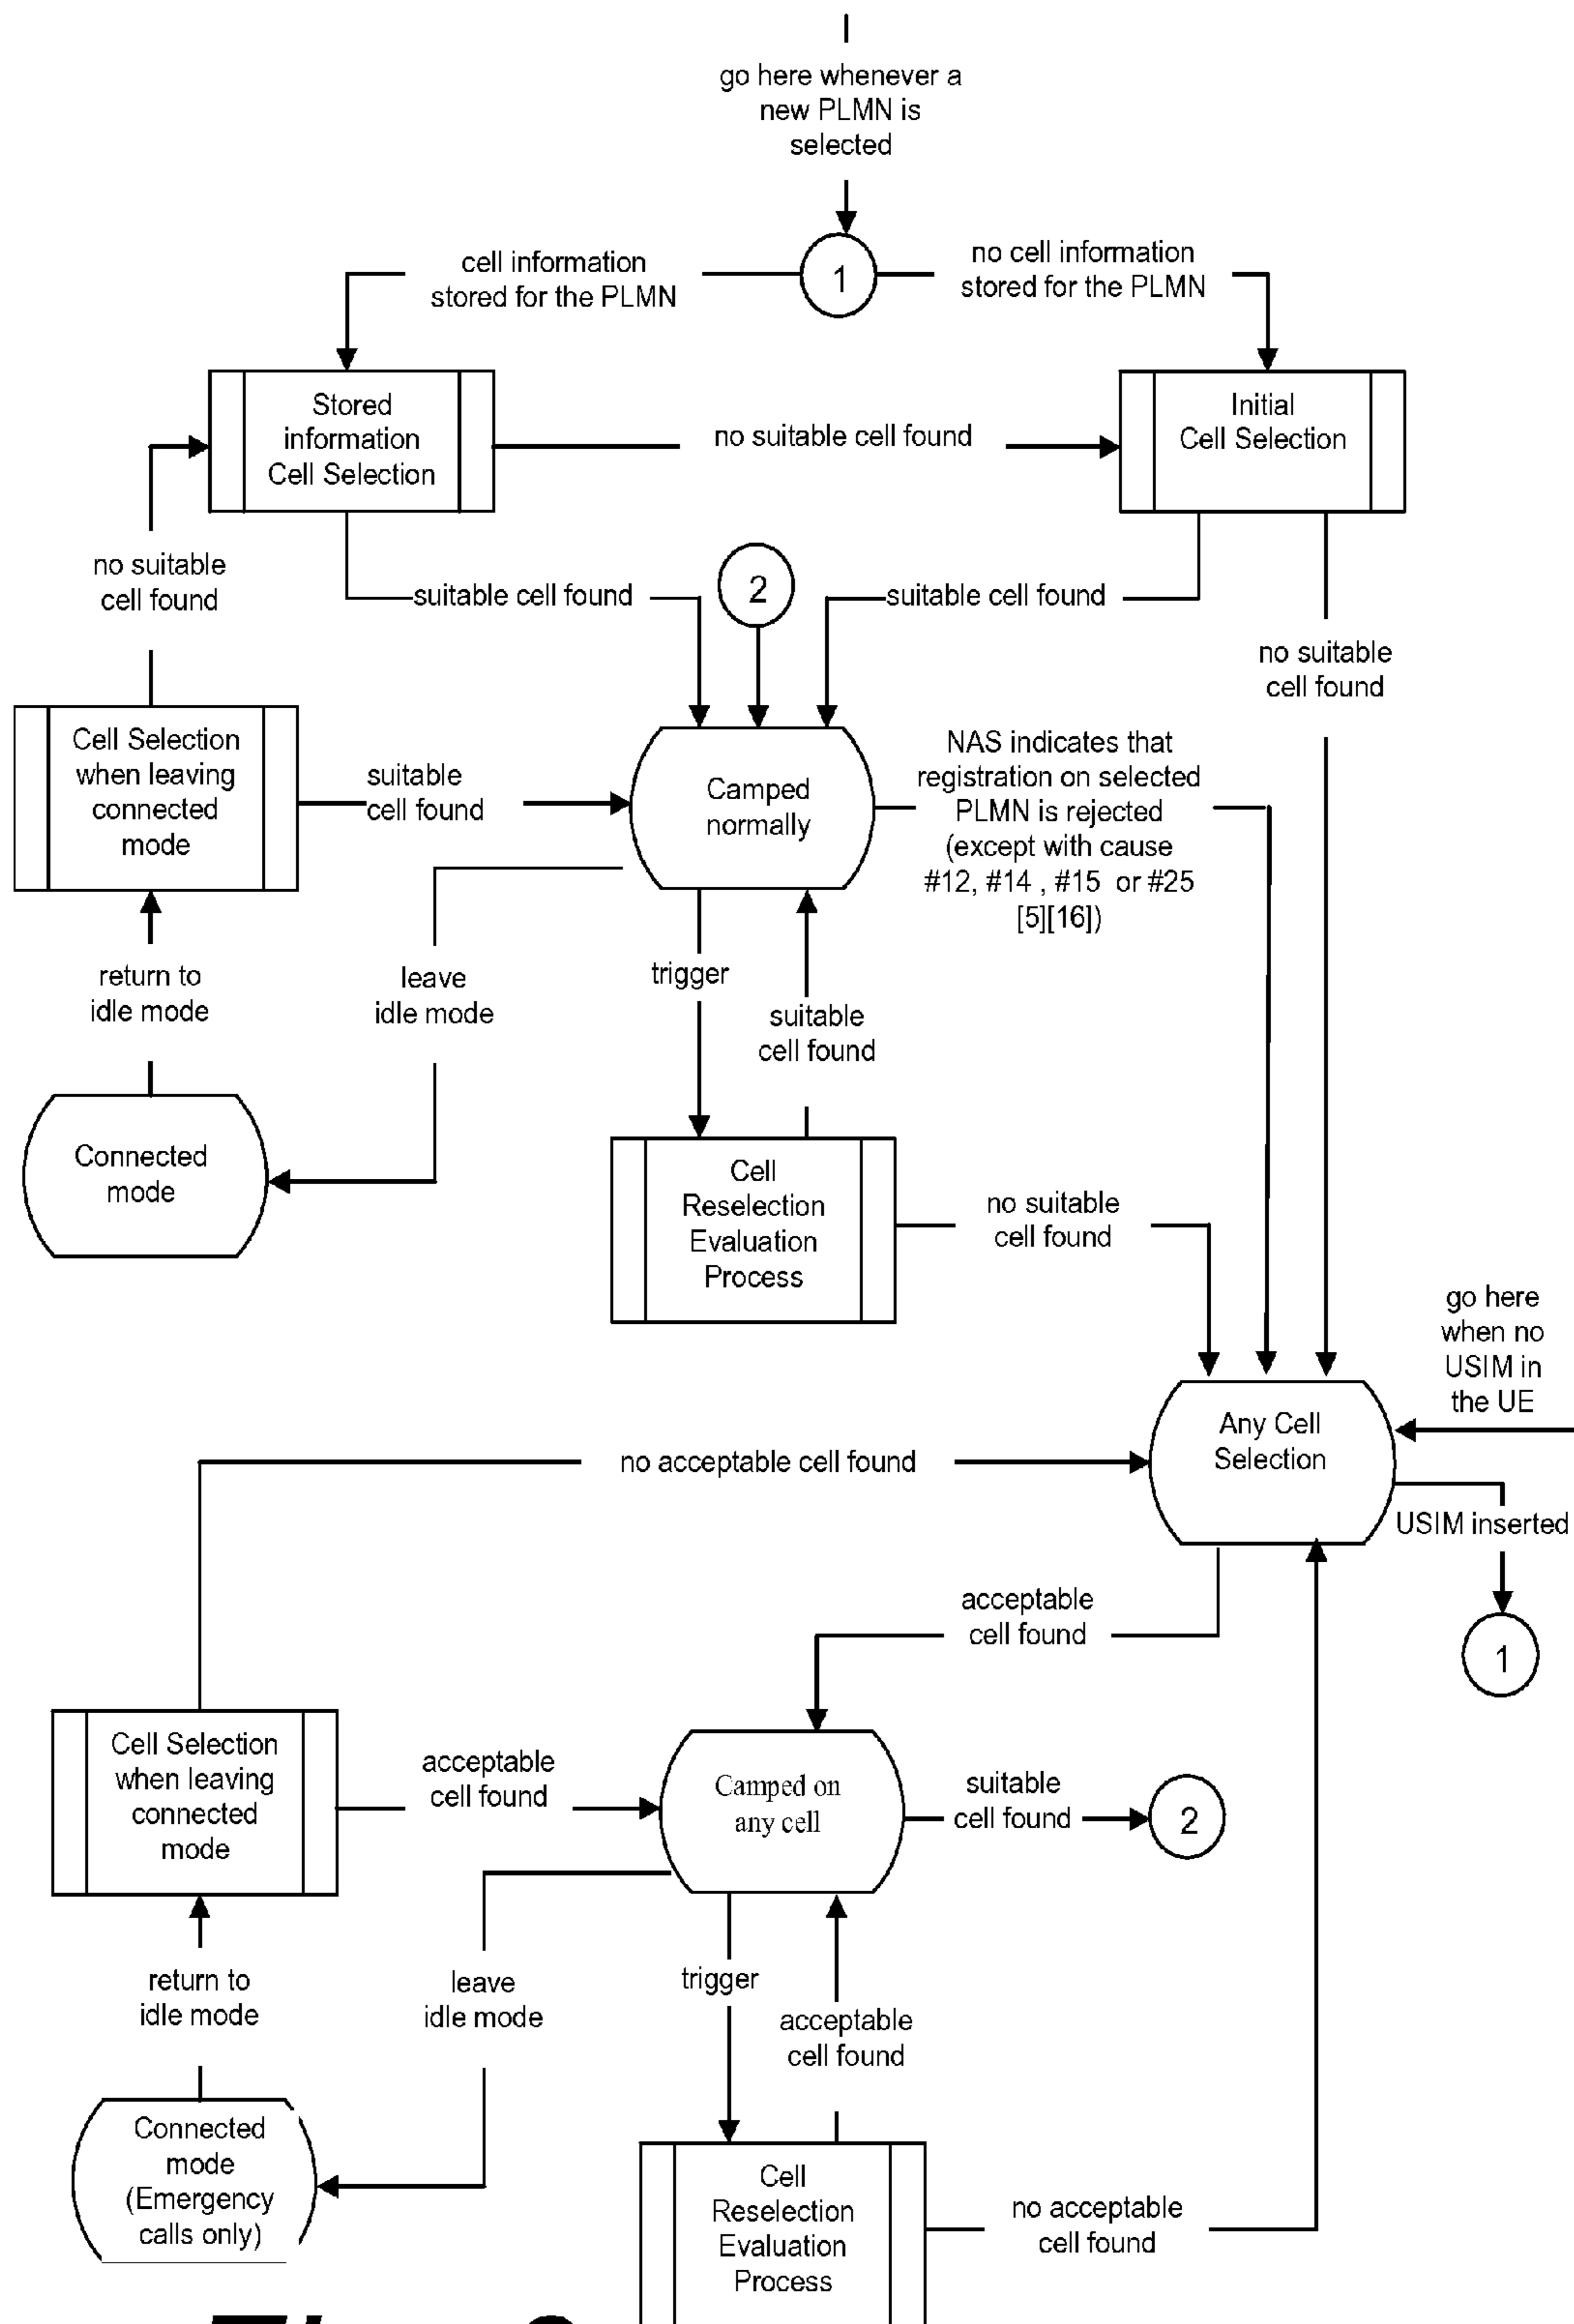 go here whenever a
new PLMN is
selected
1
cell information
stored for the PLMN
no cell information
stored for the PLMN
Stored
information
Cell Selection
no suitable cell found
Initial
Cell Selection
no suitable
cell found
suitable cell found
2
suitable cell found
no suitable
cell found
Cell Selection
when leaving
connected
mode
suitable
cell found
Camped
normally
NAS indicates that
registration on selected
PLMN is rejected
(except with cause
#12, #14 , #15 or #25
[5][16])
return to
idle mode
leave
idle mode
trigger
suitable
cell found
Connected
mode
Cell
Reselection
Evaluation
Process
no suitable
cell found
go here
when no
USIM in
the UE
Any Cell
Selection
no acceptable cell found
USIM inserted
1
acceptable
cell found
Cell Selection
when leaving
connected
mode
acceptable
cell found
Camped on
any cell
suitable
cell found
2
return to
idle mode
leave
idle mode
trigger
acceptable
cell found
Connected
mode
(Emergency
calls only)
Cell
Reselection
Evaluation
Process
no acceptable
cell found